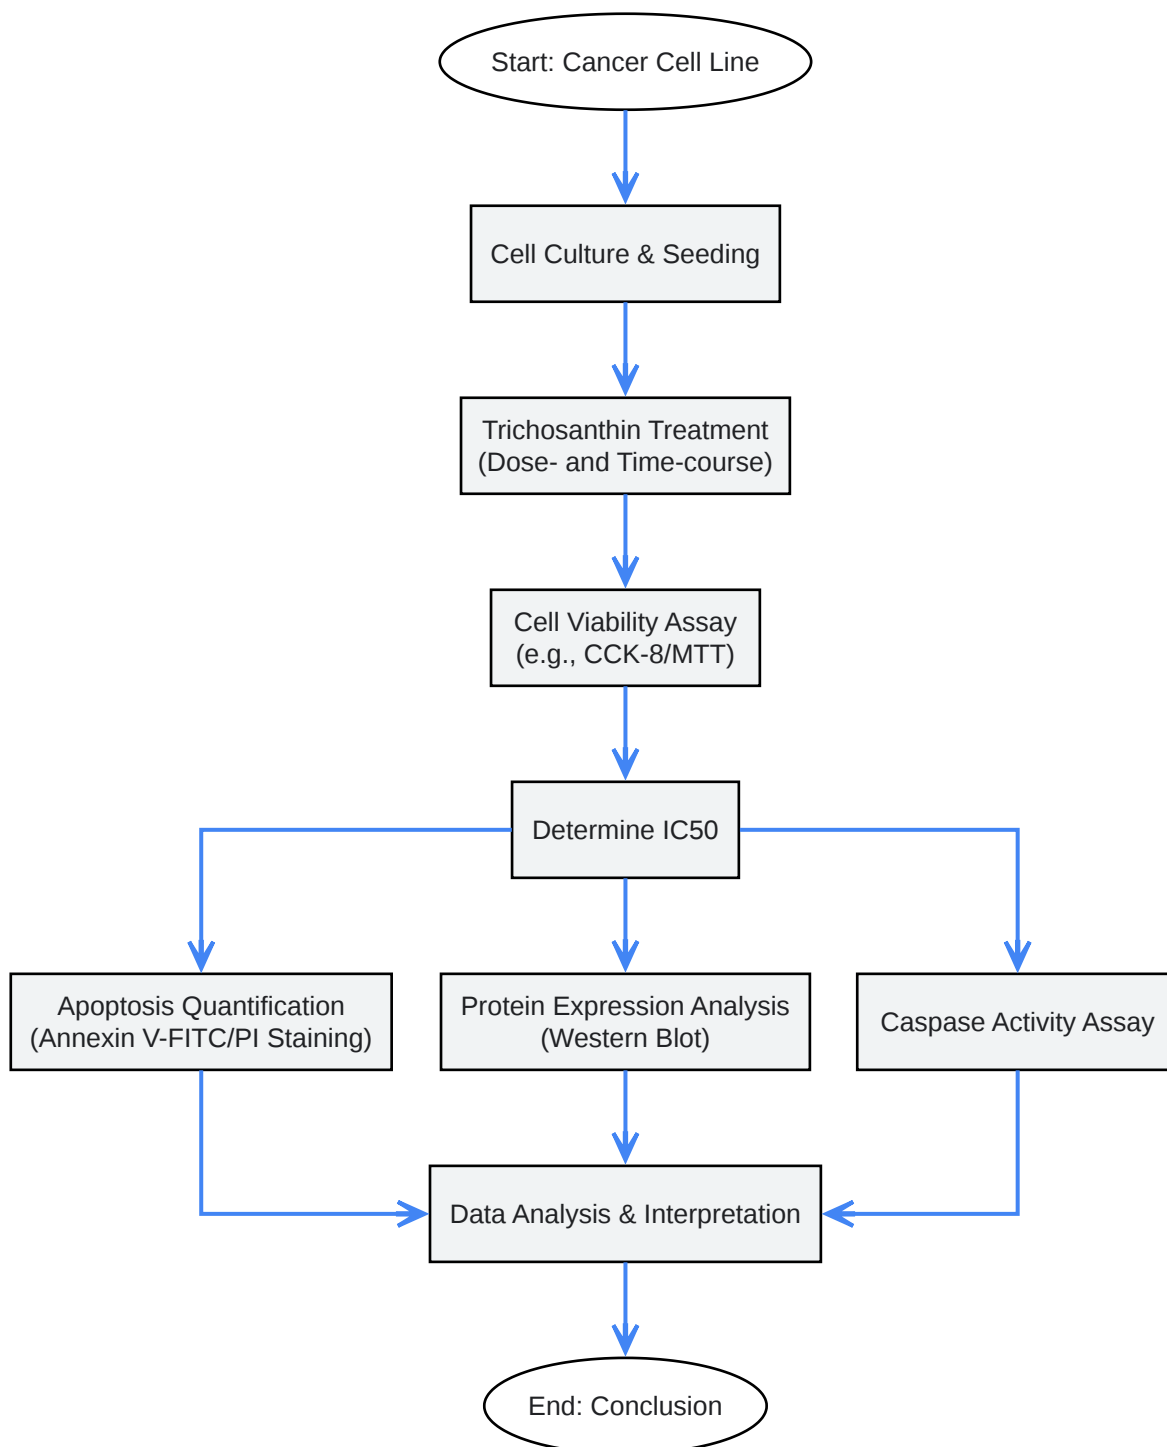 Start: Cancer Cell Line
Cell Culture & Seeding
Trichosanthin Treatment
(Dose- and Time-course)
Cell Viability Assay
(e.g., CCK-8/MTT)
Determine IC50
Apoptosis Quantification
(Annexin V-FITC/PI Staining)
Protein Expression Analysis
(Western Blot)
Caspase Activity Assay
Data Analysis & Interpretation
End: Conclusion